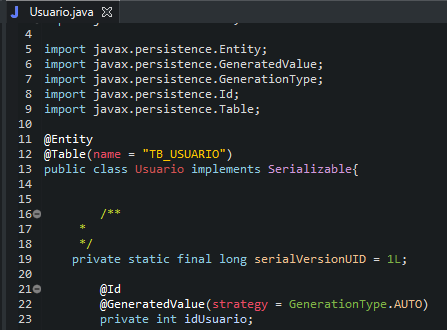 Usuario.java
4
5 import javax.persistence.Entity;
6 import javax.persistence.GeneratedValue;
7 import javax.persistence.GenerationType;
8 import javax.persistence.Id;
9 import javax.persistence.Table;
10
11 @Entity
12 @Table(name = "TB_USUARIO")
13 public class Usuario implements Serializable{
14
15
16 /**
17 *
18 */
19 private static final long serialVersionUID = 1L;
20
21 @Id
22 @GeneratedValue(strategy = GenerationType.AUTO)
23 private int idUsuario;